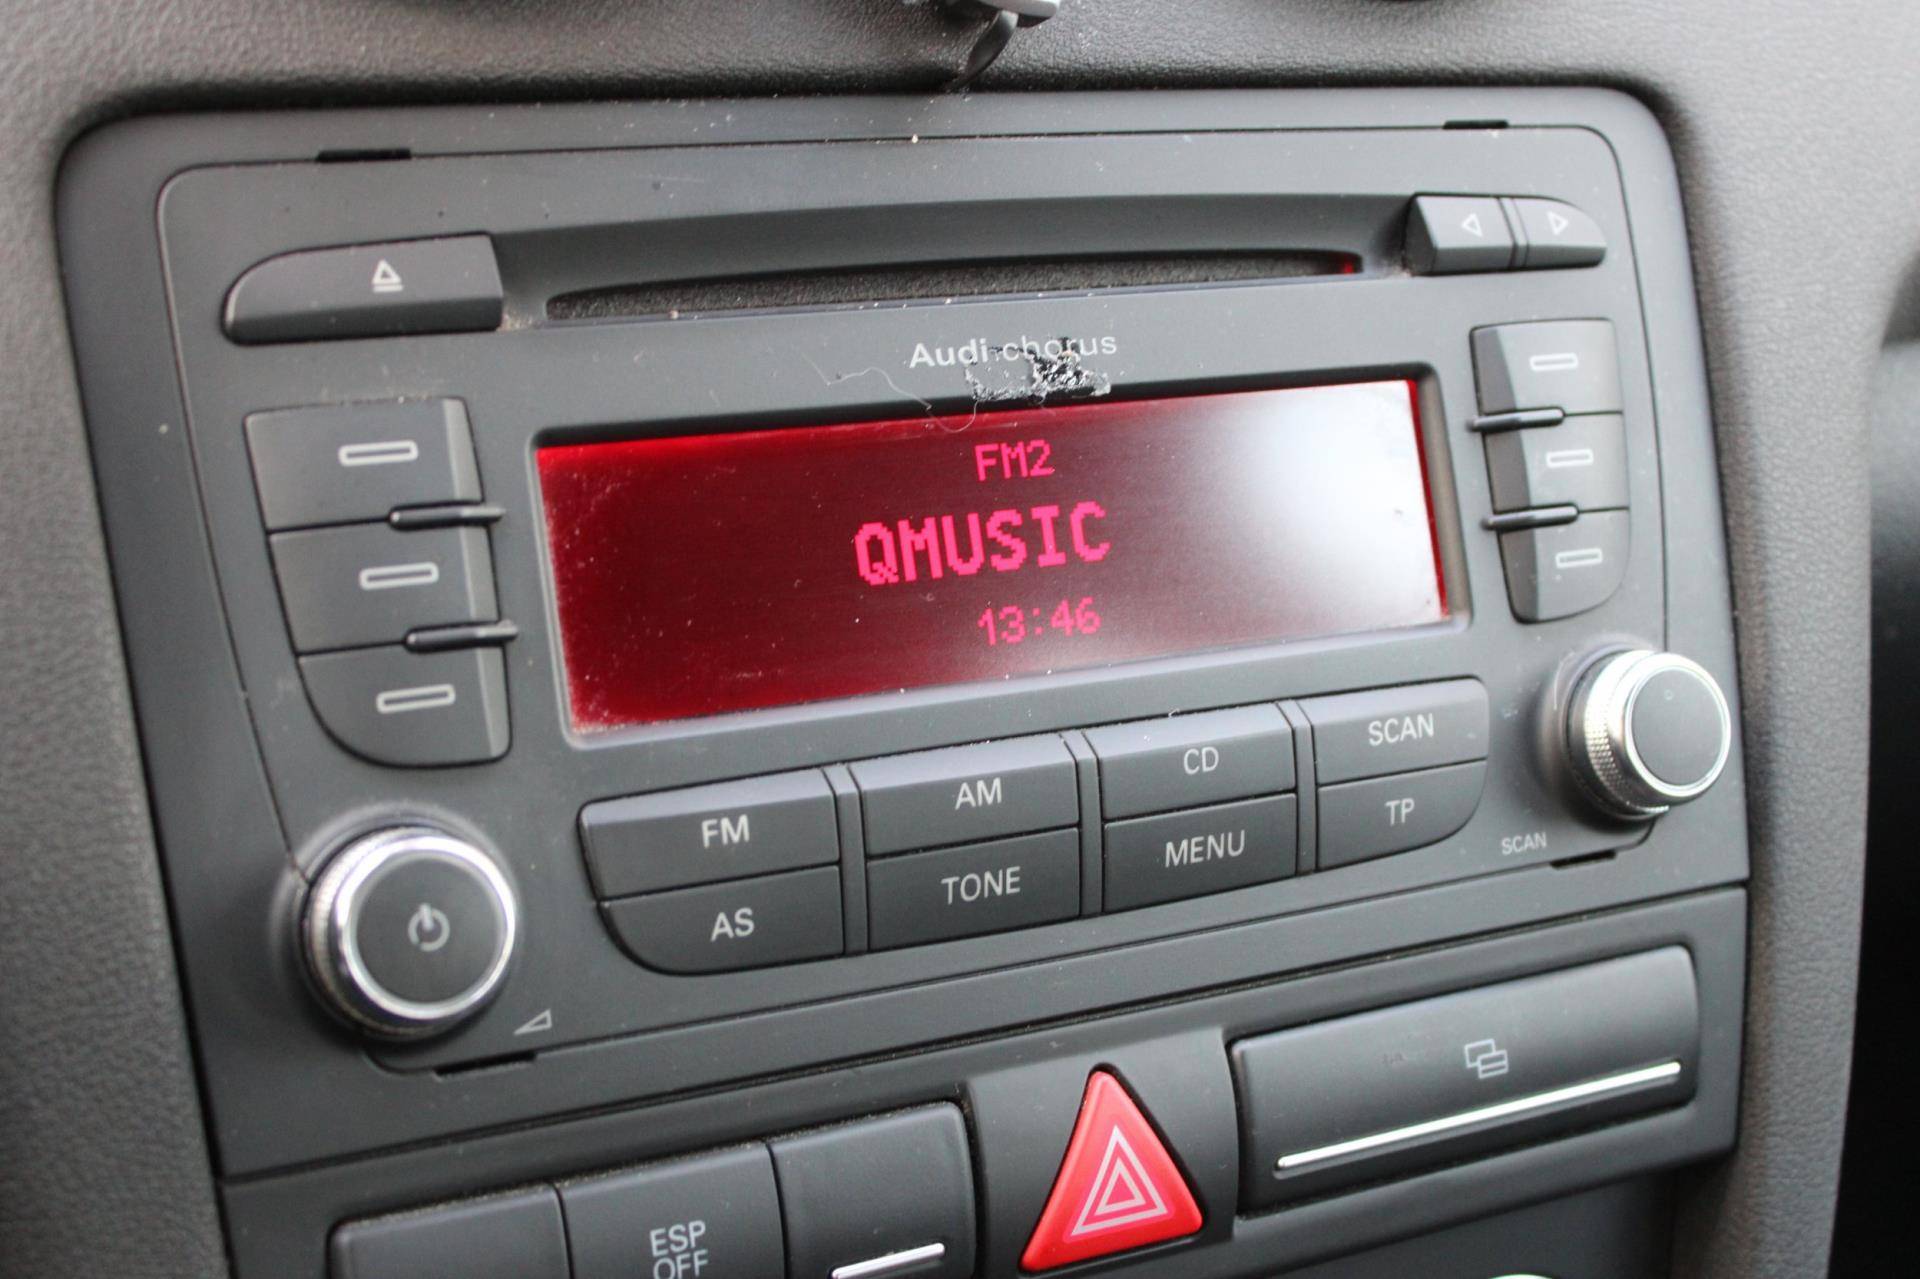 Audi chorus
FM2
QMUSIC
13:46
FM
AM
CD
SCAN
AS
TONE
MENU
TP
SCAN
ESP
OFF